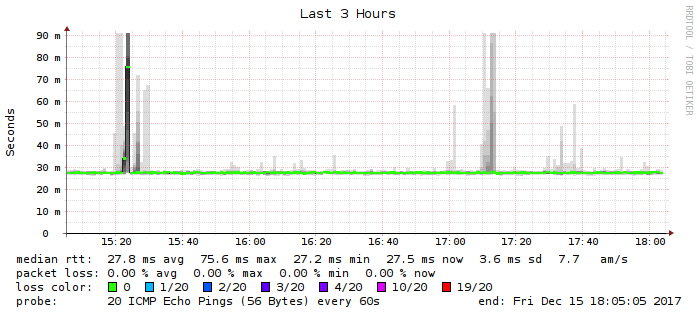 Last 3 Hours
RRDTOOL / TOBI OETIKER
Seconds
90 m
80 m
70 m
60 m
50 m
40 m
30 m
20 m
10 m
0
15:20 15:40 16:00 16:20 16:40 17:00 17:20 17:40 18:00
median rtt: 27.8 ms avg 75.6 ms max 27.2 ms min 27.5 ms now 3.6 ms sd 7.7 am/s
packet loss: 0.00 % avg 0.00 % max 0.00 % min 0.00 % now
loss color: 0 1/20 2/20 3/20 4/20 10/20 19/20
probe: 20 ICMP Echo Pings (56 Bytes) every 60s end: Fri Dec 15 18:05:05 2017